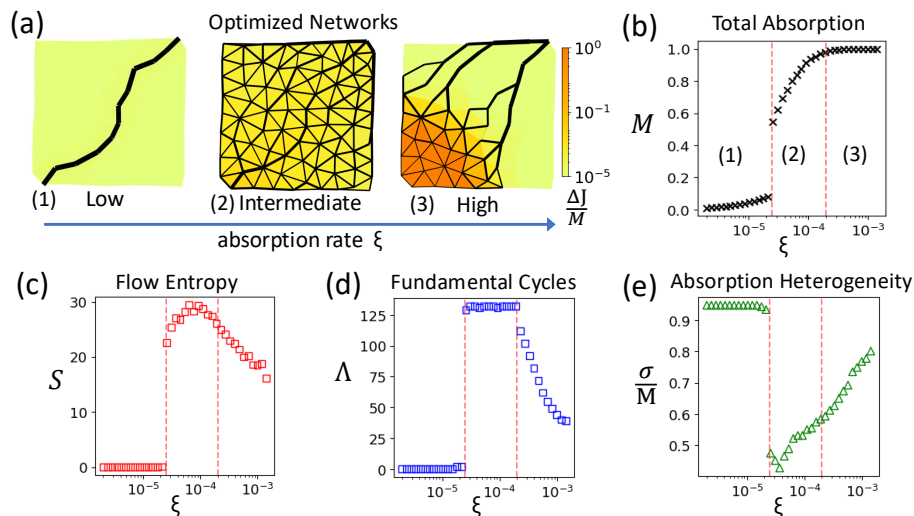 (a) Optimized Networks
10^0
10^-1
10^-5
ΔJ/M
(1) Low
(2) Intermediate
(3) High
absorption rate ξ
(b) Total Absorption
M
1.0
0.8
0.6
0.4
0.2
0.0
(1) (2) (3)
10^-5 10^-4 10^-3
ξ
(c) Flow Entropy
S
30
20
10
0
10^-5 10^-4 10^-3
ξ
(d) Fundamental Cycles
Λ
125
100
75
50
25
0
10^-5 10^-4 10^-3
ξ
(e) Absorption Heterogeneity
σ/M
0.9
0.8
0.7
0.6
0.5
10^-5 10^-4 10^-3
ξ